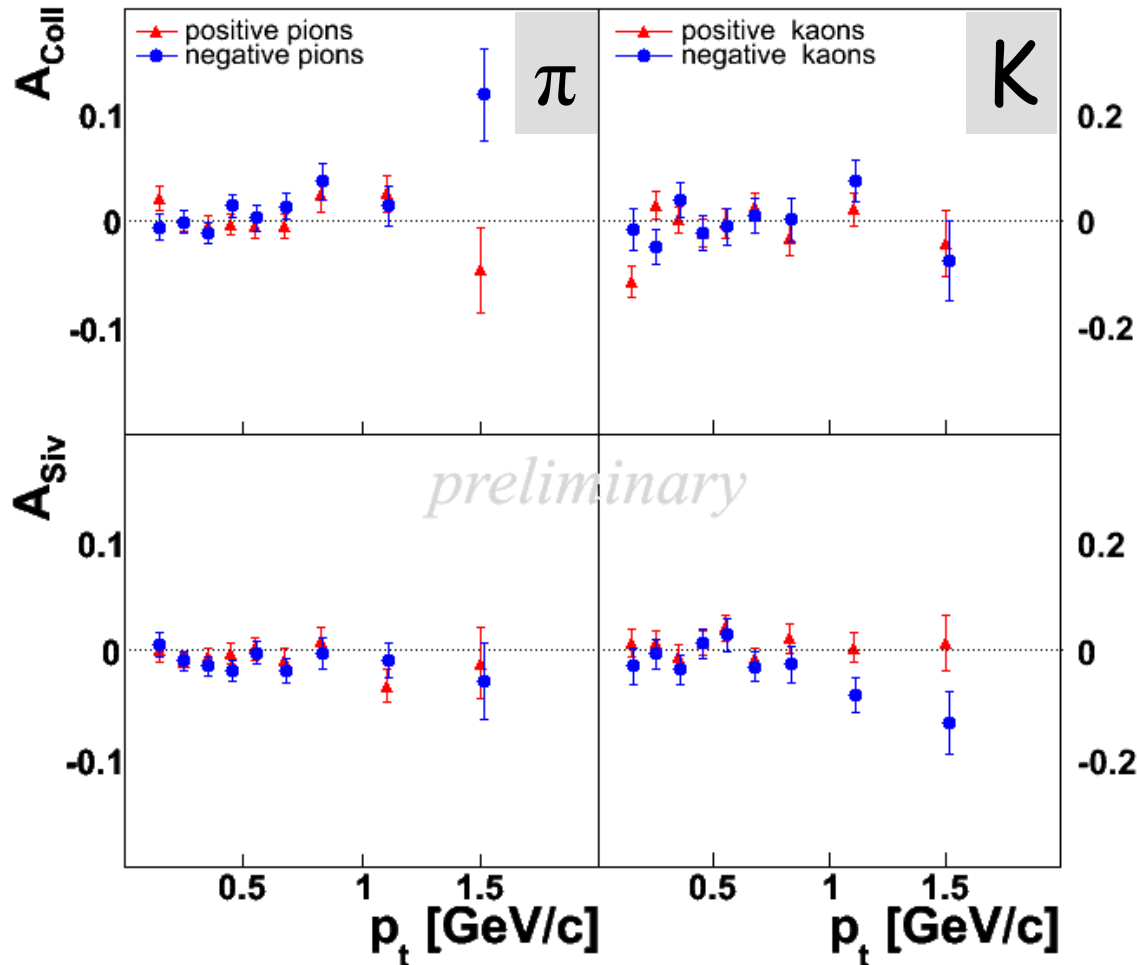 A_Coll
positive pions
negative pions
π
positive kaons
negative kaons
K
0.1
0
-0.1
0.2
0
-0.2
A_Siv
preliminary
0.1
0
-0.1
0.2
0
-0.2
0.5 1 1.5
0.5 1 1.5
p_t [GeV/c]
p_t [GeV/c]